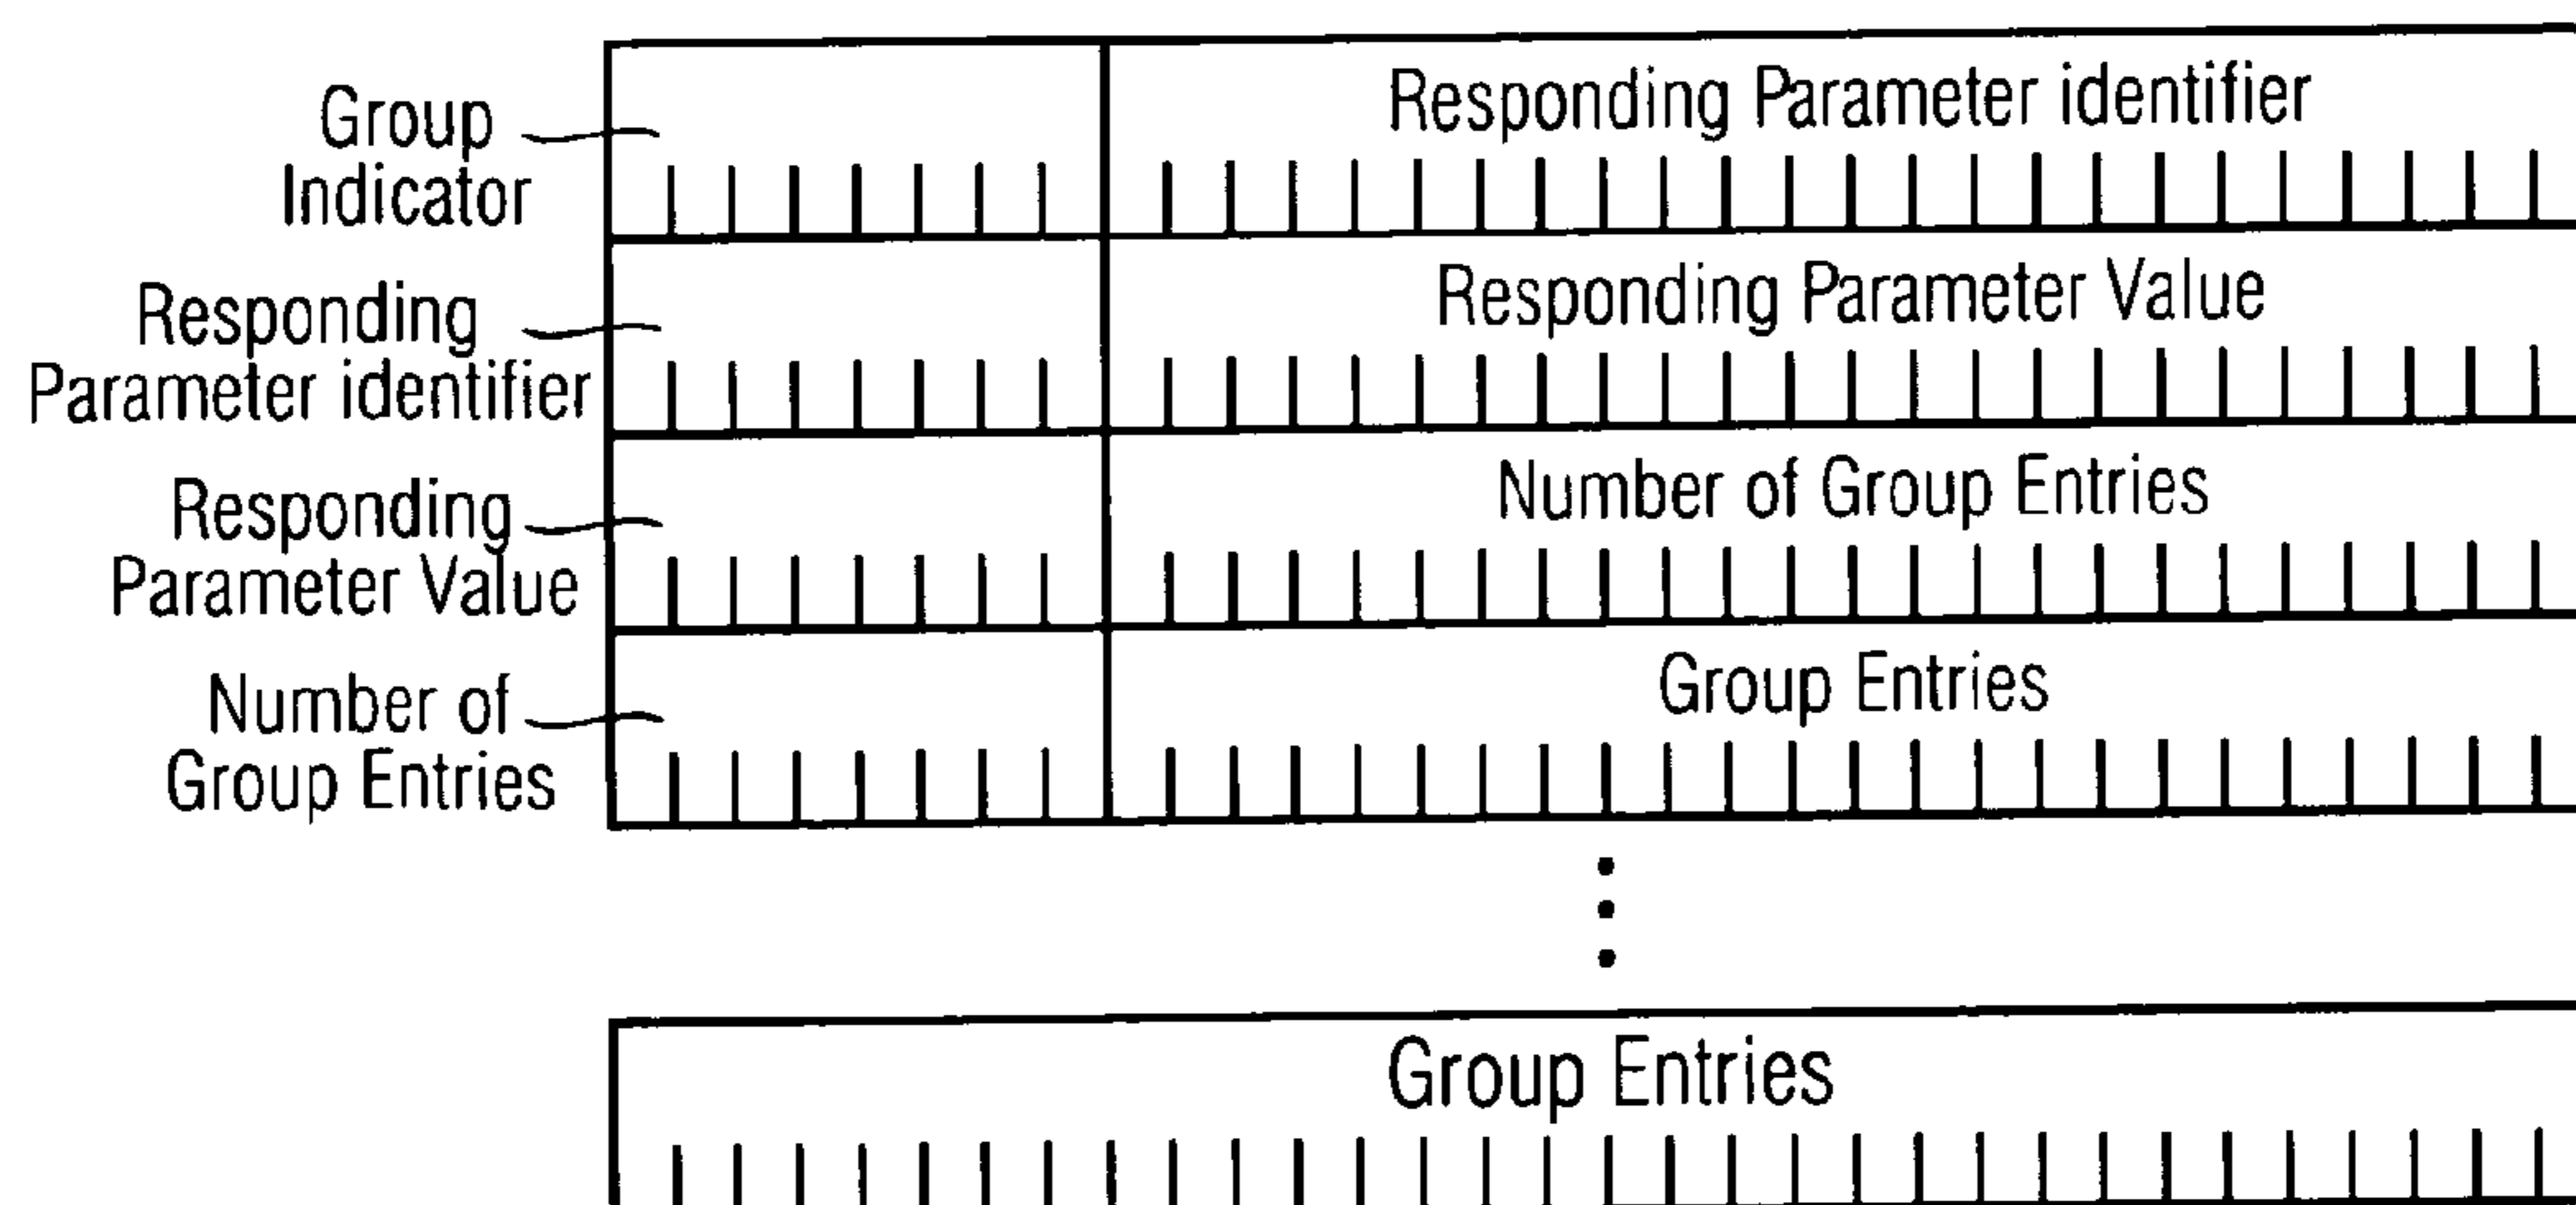 Group
Indicator
Responding Parameter identifier
Responding
Parameter identifier
Responding Parameter Value
Responding
Parameter Value
Number of Group Entries
Number of
Group Entries
Group Entries
Group Entries